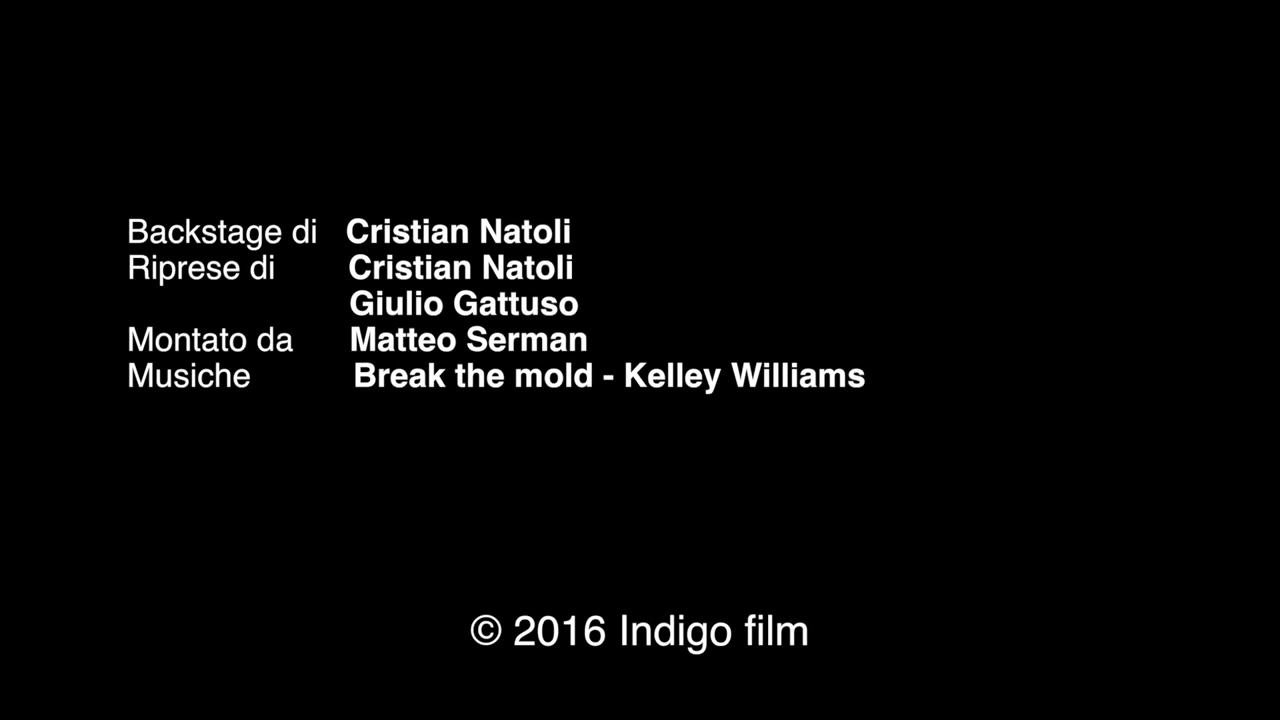 Backstage di Cristian Natoli
Riprese di Cristian Natoli
Giulio Gattuso
Montato da Matteo Serman
Musiche Break the mold - Kelley Williams
© 2016 Indigo film